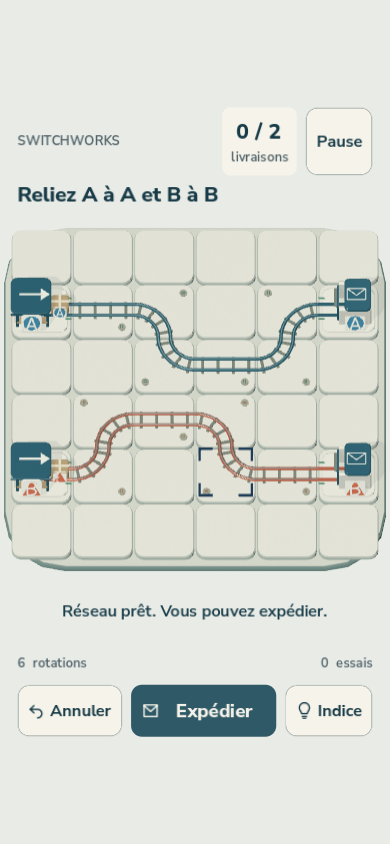 SWITCHWORKS
0 / 2
livraisons
Pause
Reliez A à A et B à B
A
A
A
B
B
Réseau prêt. Vous pouvez expédier.
6 rotations
0 essais
Annuler
Expédier
Indice